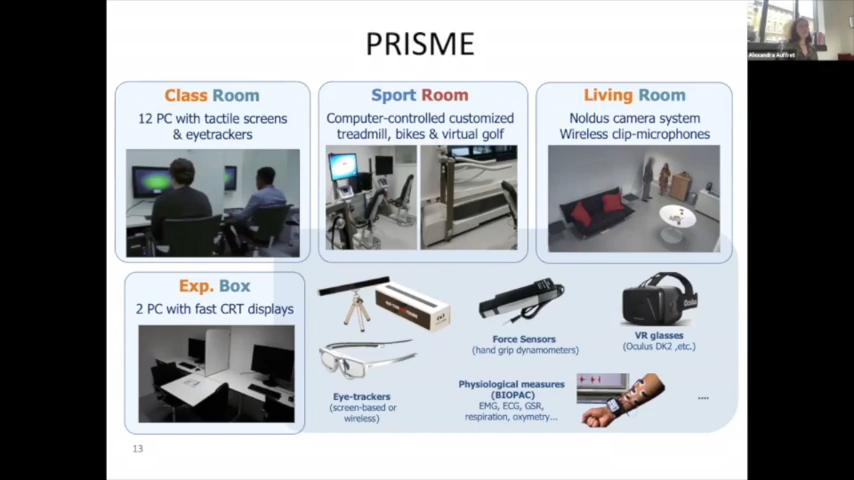 PRISME
Class Room
12 PC with tactile screens
& eyetrackers
Sport Room
Computer-controlled customized
treadmill, bikes & virtual golf
Living Room
Noldus camera system
Wireless clip-microphones
Exp. Box
2 PC with fast CRT displays
Eye-trackers
(screen-based or
wireless)
Force Sensors
(hand grip dynamometers)
Physiological measures
(BIOPAC)
EMG, ECG, GSR,
respiration, oxymetry...
VR glasses
(Oculus DK2 ,etc.)
....
13
Alexandra Auffret